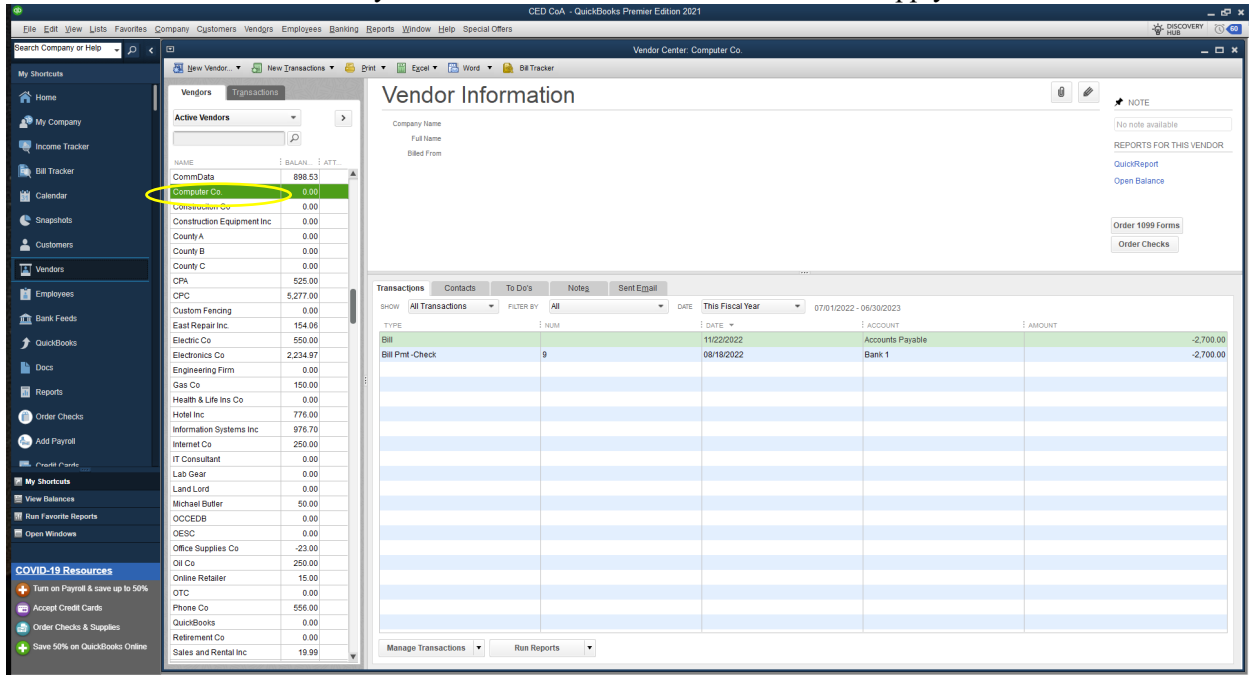 CED CoA - QuickBooks Premier Edition 2021
File Edit View Lists Favorites Company Customers Vendors Employees Banking Reports Window Help Special Offers
DISCOVERY HUB
60
Search Company or Help
Vendor Center: Computer Co.
My Shortcuts
Home
My Company
Income Tracker
Bill Tracker
Calendar
Snapshots
Customers
Vendors
Employees
Bank Feeds
QuickBooks
Docs
Reports
Order Checks
Add Payroll
Credit Cards
My Shortcuts
View Balances
Run Favorite Reports
Open Windows
COVID-19 Resources
Turn on Payroll & save up to 50%
Accept Credit Cards
Order Checks & Supplies
Save 50% on QuickBooks Online
New Vendor... New Transactions Print Excel Word Bill Tracker
Vendors Transactions
Active Vendors
NAME BALAN... ATT...
CommData 898.53
Computer Co. 0.00
Construction Co 0.00
Construction Equipment Inc 0.00
County A 0.00
County B 0.00
County C 0.00
CPA 525.00
CPC 5,277.00
Custom Fencing 0.00
East Repair Inc. 154.06
Electric Co 550.00
Electronics Co 2,234.97
Engineering Firm 0.00
Gas Co 150.00
Health & Life Ins Co 0.00
Hotel Inc 776.00
Information Systems Inc 976.70
Internet Co 250.00
IT Consultant 0.00
Lab Gear 0.00
Land Lord 0.00
Michael Butler 50.00
OCCEDB 0.00
OESC 0.00
Office Supplies Co -23.00
Oil Co 250.00
Online Retailer 15.00
OTC 0.00
Phone Co 556.00
QuickBooks 0.00
Retirement Co 0.00
Sales and Rental Inc 19.99
Vendor Information
Company Name
Full Name
Billed From
NOTE
No note available
REPORTS FOR THIS VENDOR
QuickReport
Open Balance
Order 1099 Forms
Order Checks
Transactions Contacts To Do's Notes Sent Email
SHOW All Transactions FILTER BY All DATE This Fiscal Year 07/01/2022 - 06/30/2023
TYPE NUM DATE ACCOUNT AMOUNT
Bill 11/22/2022 Accounts Payable -2,700.00
Bill Pmt -Check 9 08/18/2022 Bank 1 -2,700.00
Manage Transactions Run Reports